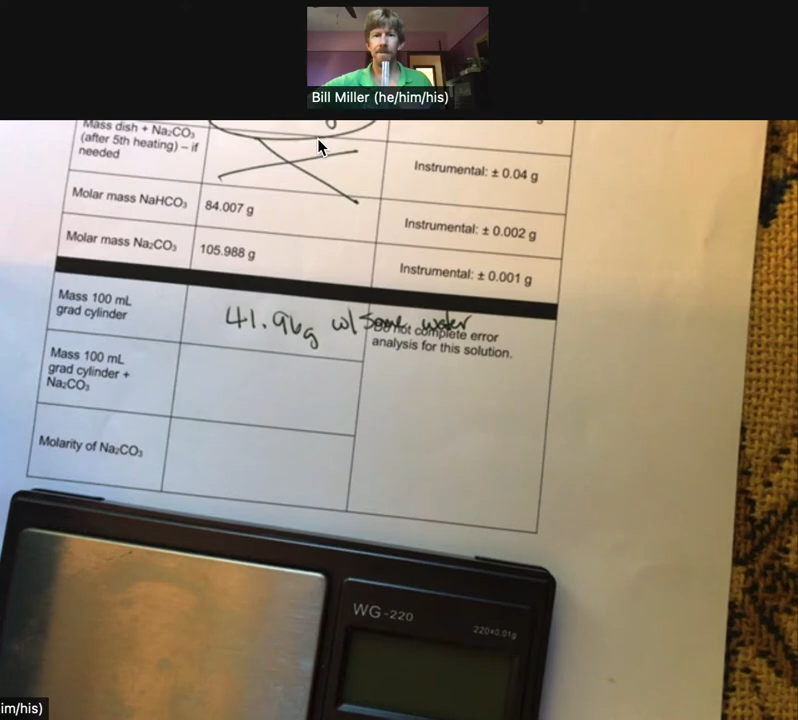 Bill Miller (he/him/his)
Mass dish + Na₂CO₃
(after 5th heating) – if
needed
Instrumental: ± 0.04 g
Molar mass NaHCO₃
84.007 g
Instrumental: ± 0.002 g
Molar mass Na₂CO₃
105.988 g
Instrumental: ± 0.001 g
Mass 100 mL
grad cylinder
41.96g w/ some water
Do not complete error
analysis for this solution.
Mass 100 mL
grad cylinder +
Na₂CO₃
Molarity of Na₂CO₃
WG-220
220×0.01g
im/his)